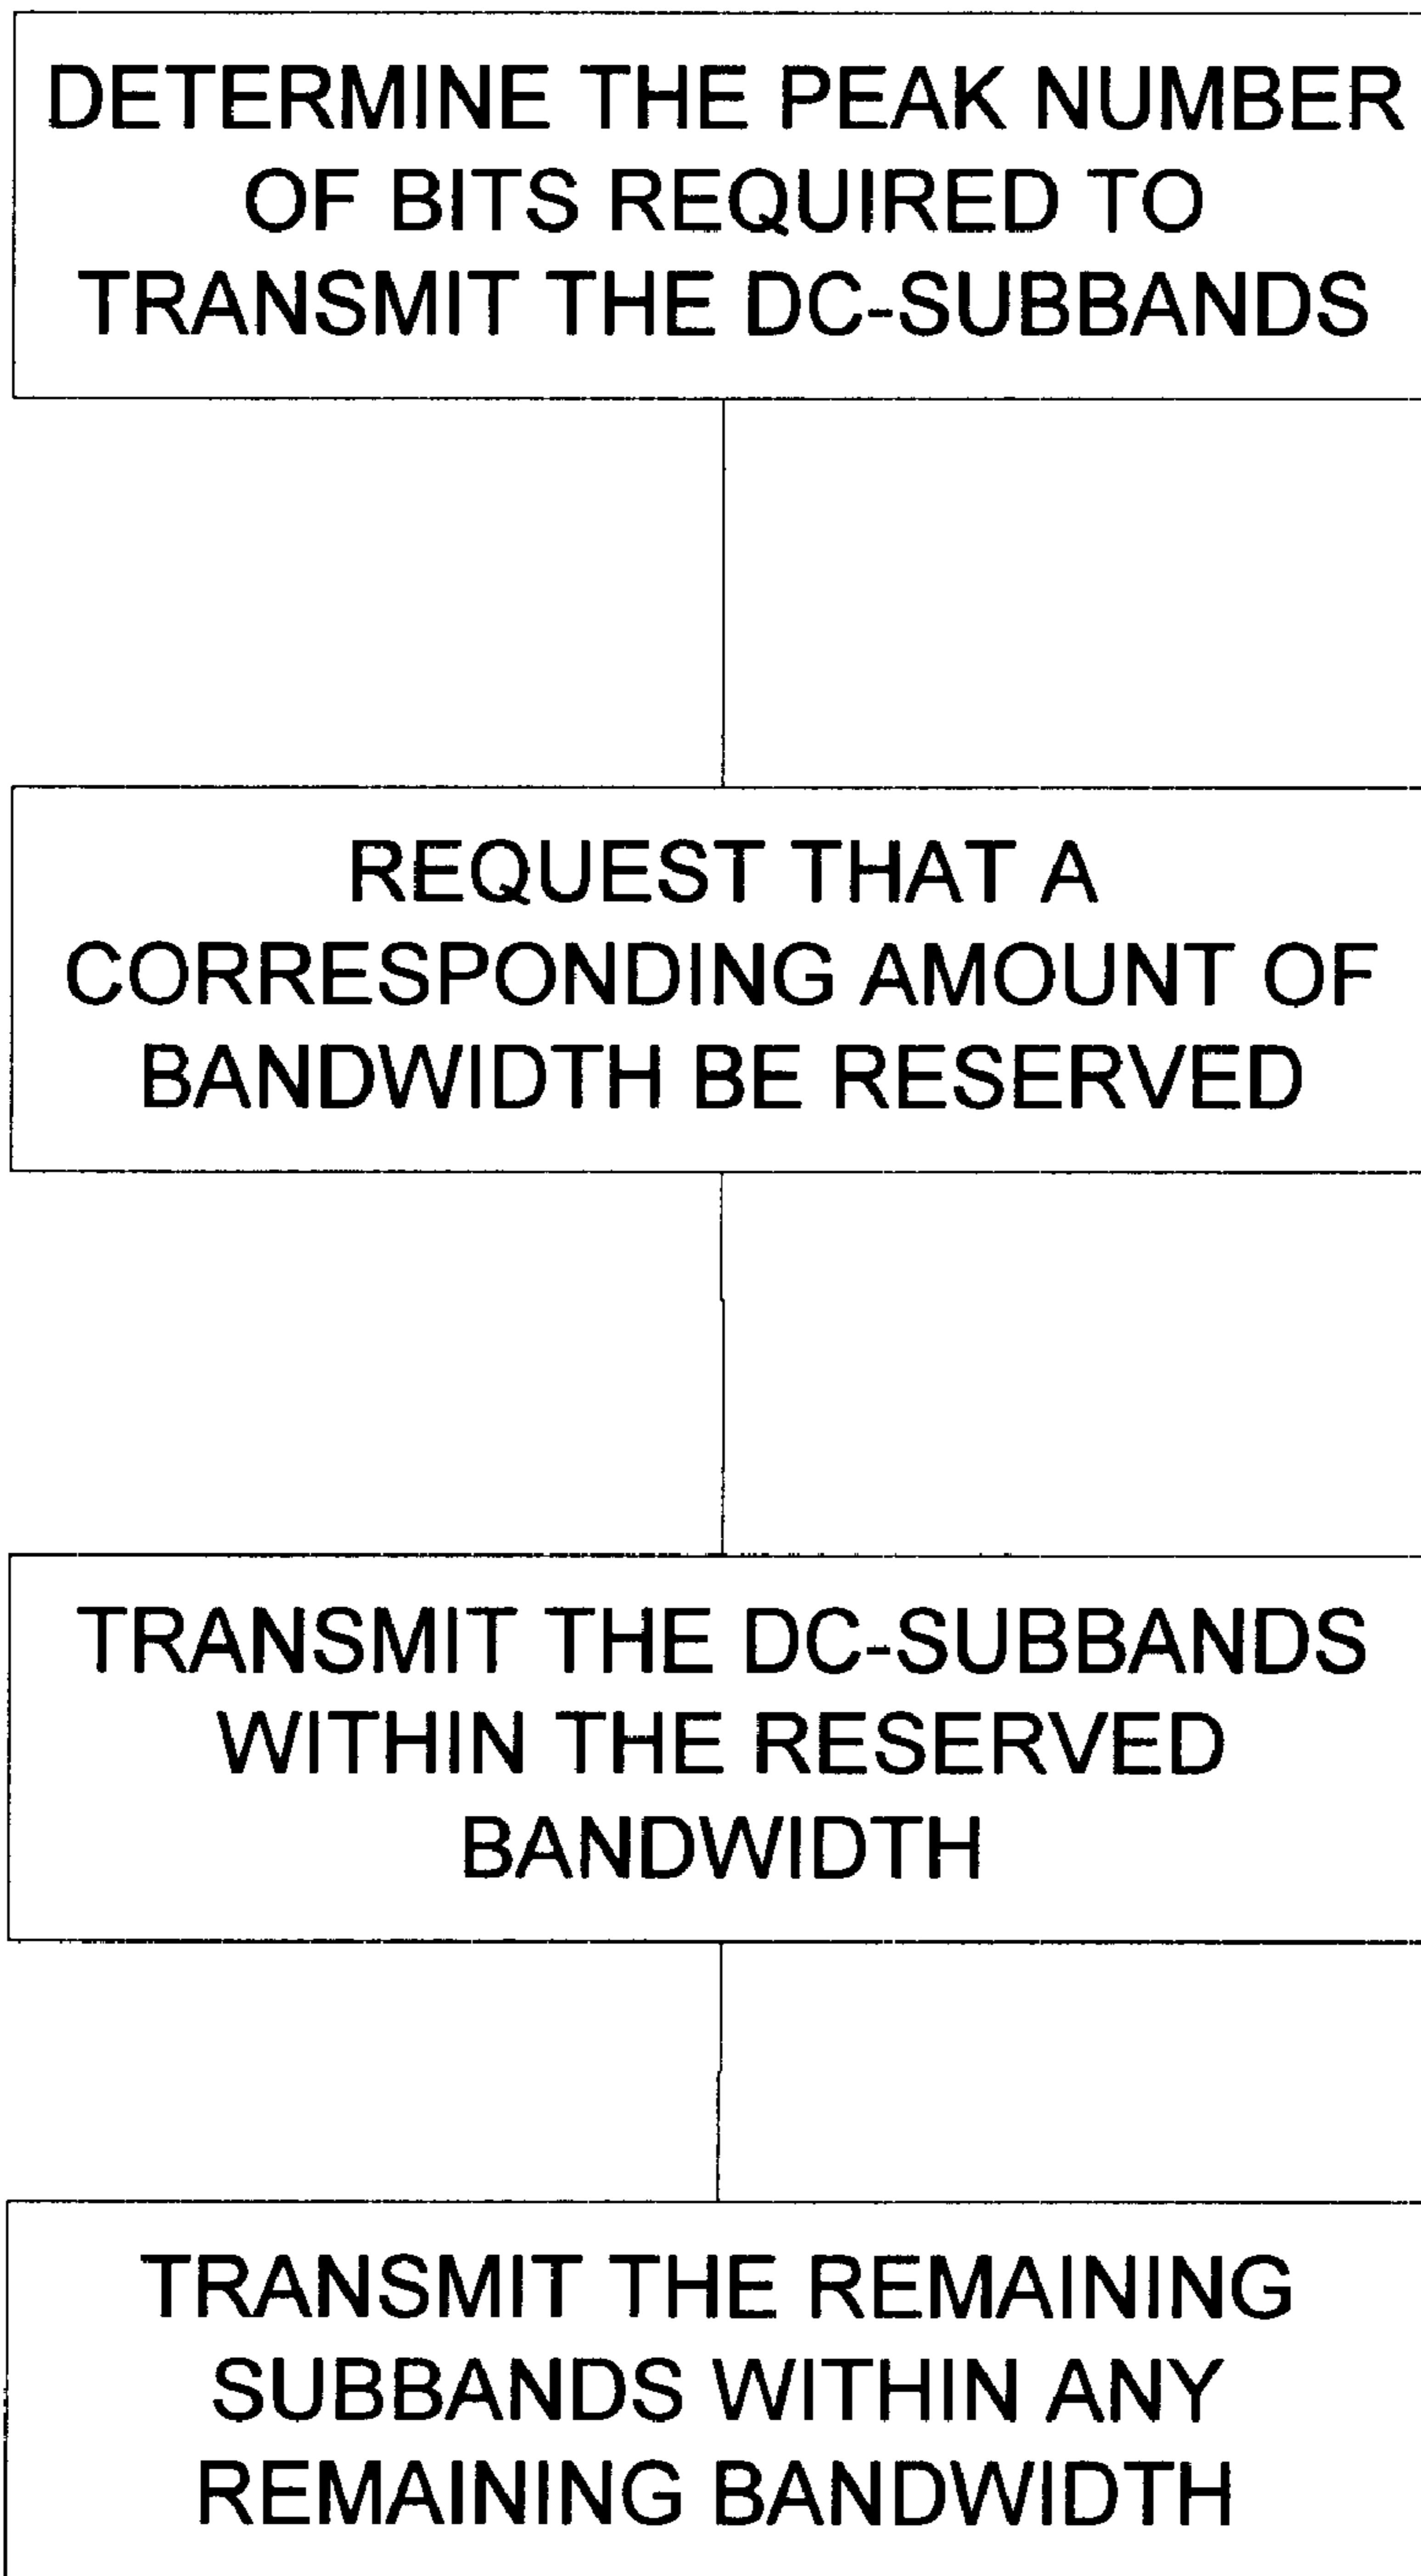 DETERMINE THE PEAK NUMBER
OF BITS REQUIRED TO
TRANSMIT THE DC-SUBBANDS
REQUEST THAT A
CORRESPONDING AMOUNT OF
BANDWIDTH BE RESERVED
TRANSMIT THE DC-SUBBANDS
WITHIN THE RESERVED
BANDWIDTH
TRANSMIT THE REMAINING
SUBBANDS WITHIN ANY
REMAINING BANDWIDTH